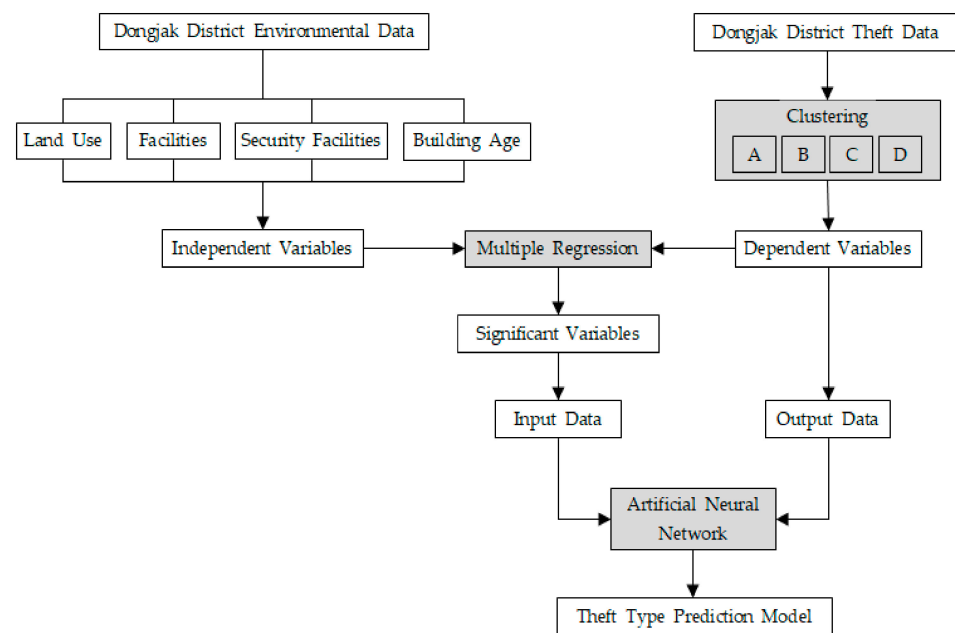 Dongjak District Environmental Data
Dongjak District Theft Data
Land Use
Facilities
Security Facilities
Building Age
Clustering
A
B
C
D
Independent Variables
Multiple Regression
Dependent Variables
Significant Variables
Input Data
Output Data
Artificial Neural
Network
Theft Type Prediction Model